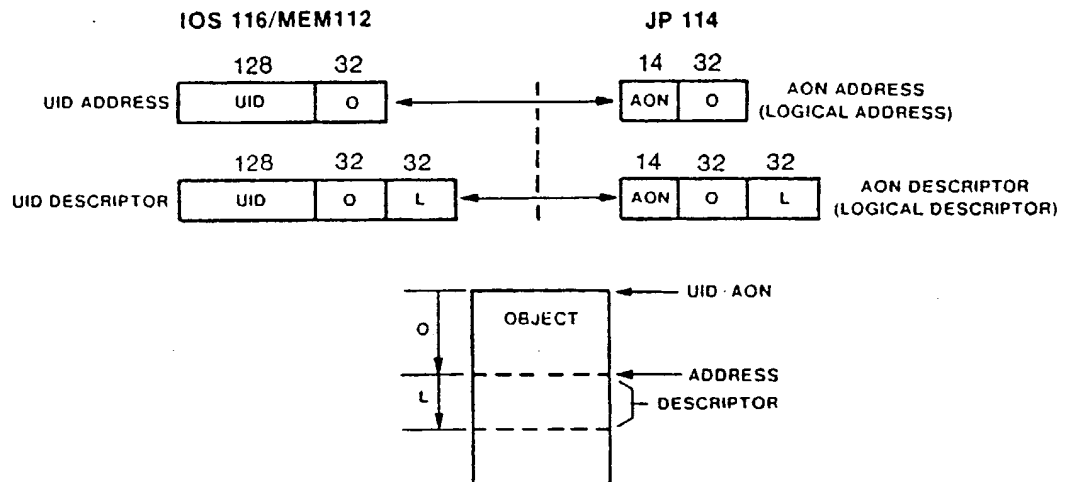 IOS 116/MEM112 JP 114
128 32 14 32
UID ADDRESS UID O AON O AON ADDRESS
(LOGICAL ADDRESS)
128 32 32 14 32 32
UID DESCRIPTOR UID O L AON O L AON DESCRIPTOR
(LOGICAL DESCRIPTOR)
UID·AON
OBJECT
O
ADDRESS
L
DESCRIPTOR